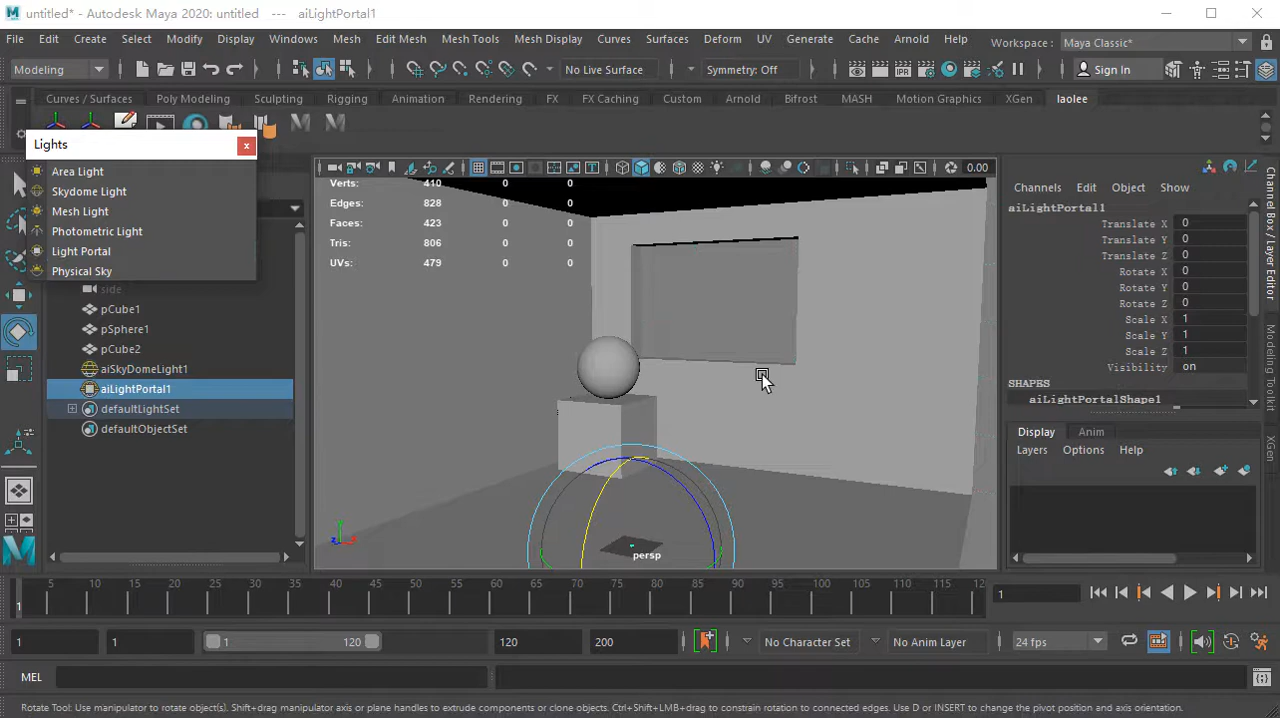 untitled* - Autodesk Maya 2020: untitled --- aiLightPortal1
File Edit Create Select Modify Display Windows Mesh Edit Mesh Mesh Tools Mesh Display Curves Surfaces Deform UV Generate Cache Arnold Help Workspace: Maya Classic*
Modeling No Live Surface Symmetry: Off IPR Sign In
Curves / Surfaces Poly Modeling Sculpting Rigging Animation Rendering FX FX Caching Custom Arnold Bifrost MASH Motion Graphics XGen laolee
Lights x
Area Light
Skydome Light
Mesh Light
Photometric Light
Light Portal
Physical Sky
side
pCube1
pSphere1
pCube2
aiSkyDomeLight1
aiLightPortal1
defaultLightSet
defaultObjectSet
0.00
Verts: 410 0 0
Edges: 828 0 0
Faces: 423 0 0
Tris: 806 0 0
UVs: 479 0 0
persp
Channels Edit Object Show
aiLightPortal1
Translate X 0
Translate Y 0
Translate Z 0
Rotate X 0
Rotate Y 0
Rotate Z 0
Scale X 1
Scale Y 1
Scale Z 1
Visibility on
SHAPES
aiLightPortalShape1
Display Anim
Layers Options Help
Channel Box / Layer Editor
Modeling Toolkit
Attribute Editor
XGen
5 10 15 20 25 30 35 40 45 50 55 60 65 70 75 80 85 90 95 100 105 110 115 12
1 1
1 1 1 120 120 200 No Character Set No Anim Layer 24 fps
MEL
Rotate Tool: Use manipulator to rotate object(s). Shift+drag manipulator axis or plane handles to extrude components or clone objects. Ctrl+Shift+LMB+drag to constrain rotation to connected edges. Use D or INSERT to change the pivot position and axis orientation.